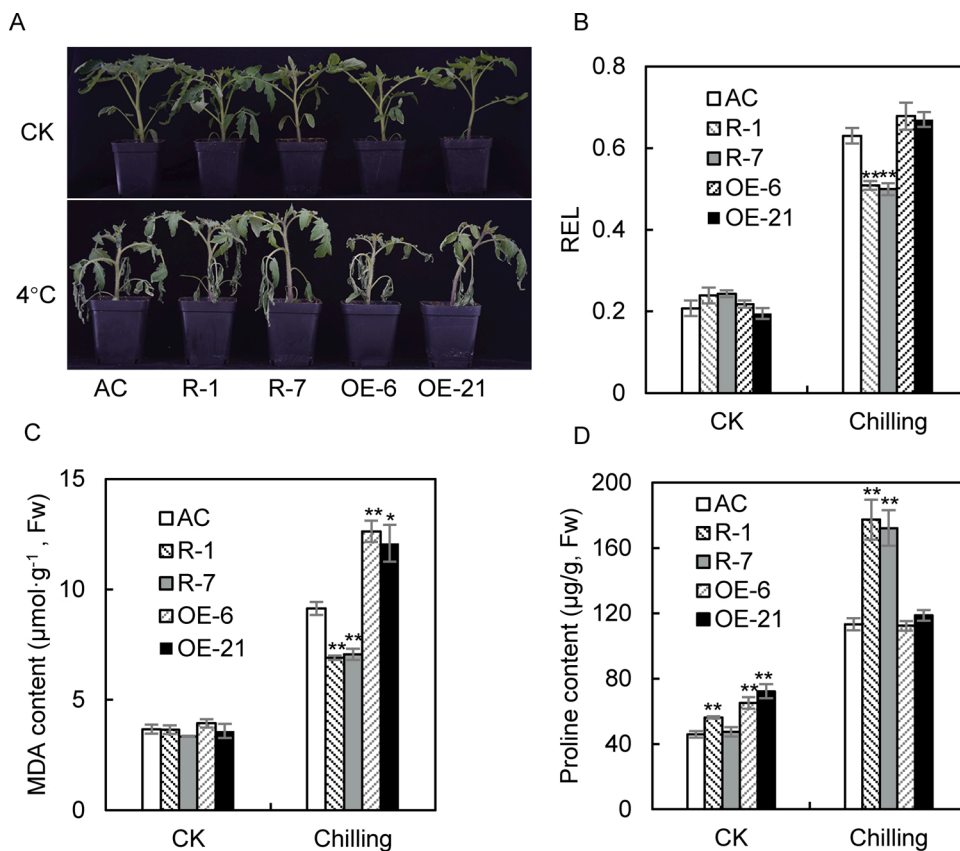 A
CK
4°C
AC R-1 R-7 OE-6 OE-21
B
REL
0.8
0.6
0.4
0.2
0
AC
R-1
R-7
OE-6
OE-21
** **
CK Chilling
C
MDA content (μmol·g⁻¹, Fw)
15
10
5
0
AC
R-1
R-7
OE-6
OE-21
** *
** **
CK Chilling
D
Proline content (μg/g, Fw)
200
160
120
80
40
0
AC
R-1
R-7
OE-6
OE-21
** **
** ** **
CK Chilling